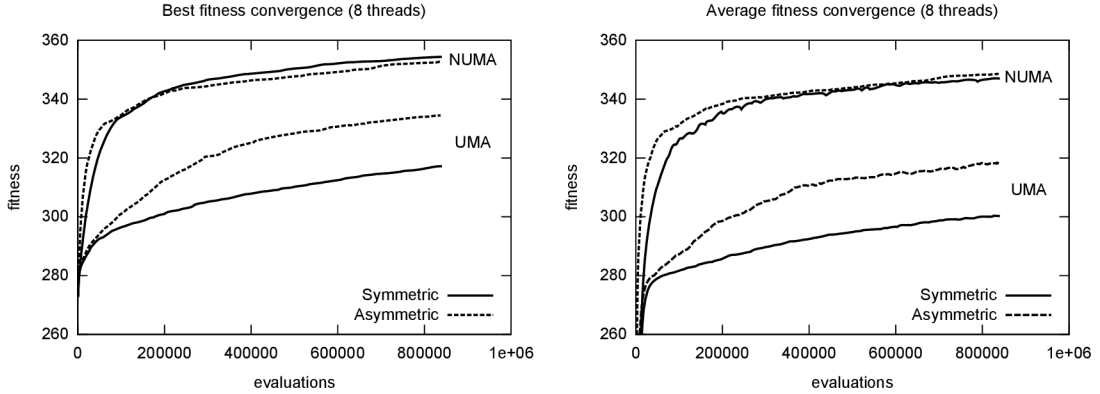 Best fitness convergence (8 threads)
360
340
320
300
280
260
fitness
NUMA
UMA
Symmetric
Asymmetric
0 200000 400000 600000 800000 1e+06
evaluations
Average fitness convergence (8 threads)
360
340
320
300
280
260
fitness
NUMA
UMA
Symmetric
Asymmetric
0 200000 400000 600000 800000 1e+06
evaluations